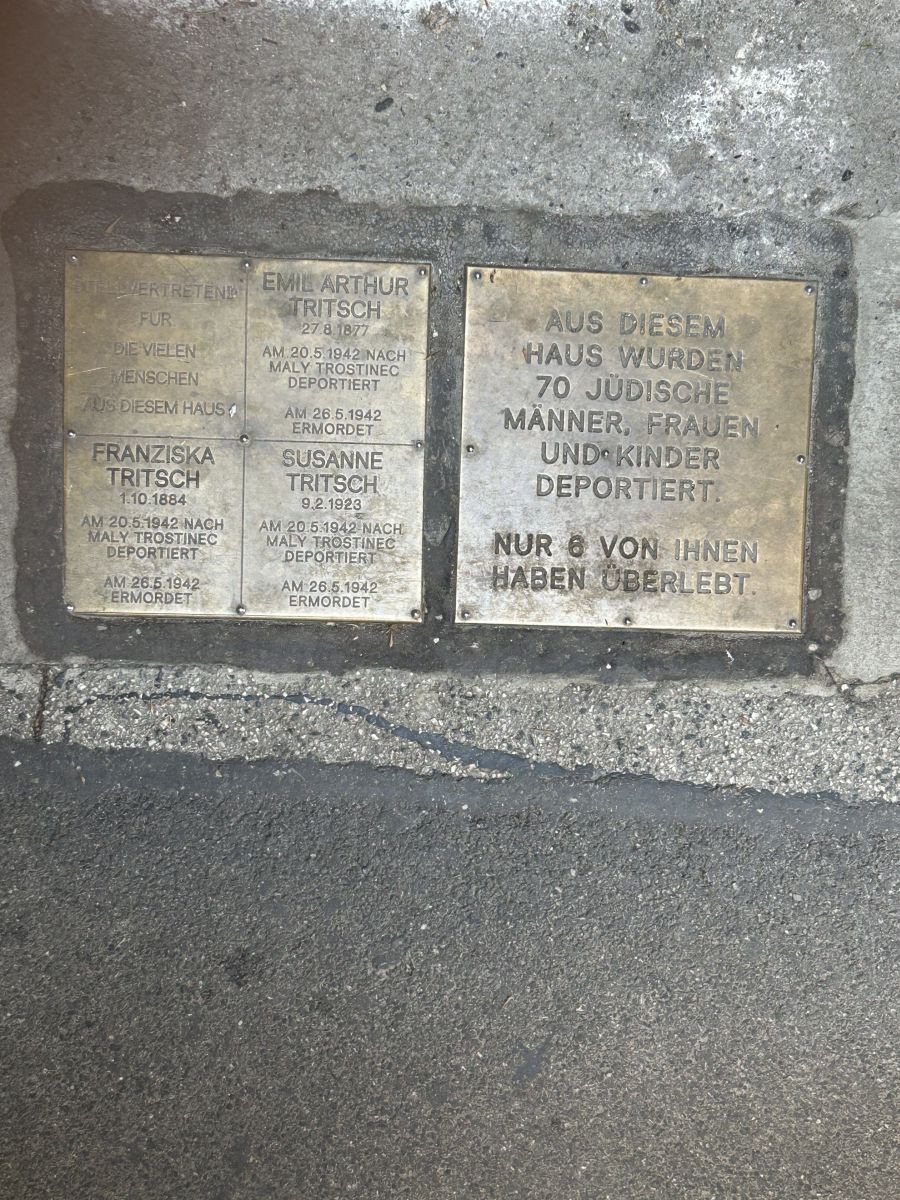 STELLVERTRETEND
FÜR
DIE VIELEN
MENSCHEN
AUS DIESEM HAUS
EMIL ARTHUR
TRITSCH
27.8.1877
AM 20.5.1942 NACH
MALY TROSTINEC
DEPORTIERT
AM 26.5.1942
ERMORDET
FRANZISKA
TRITSCH
1.10.1884
AM 20.5.1942 NACH
MALY TROSTINEC
DEPORTIERT
AM 26.5.1942
ERMORDET
SUSANNE
TRITSCH
9.2.1923
AM 20.5.1942 NACH
MALY TROSTINEC
DEPORTIERT
AM 26.5.1942
ERMORDET
AUS DIESEM
HAUS WURDEN
70 JÜDISCHE
MÄNNER, FRAUEN
UND KINDER
DEPORTIERT.
NUR 6 VON IHNEN
HABEN ÜBERLEBT.